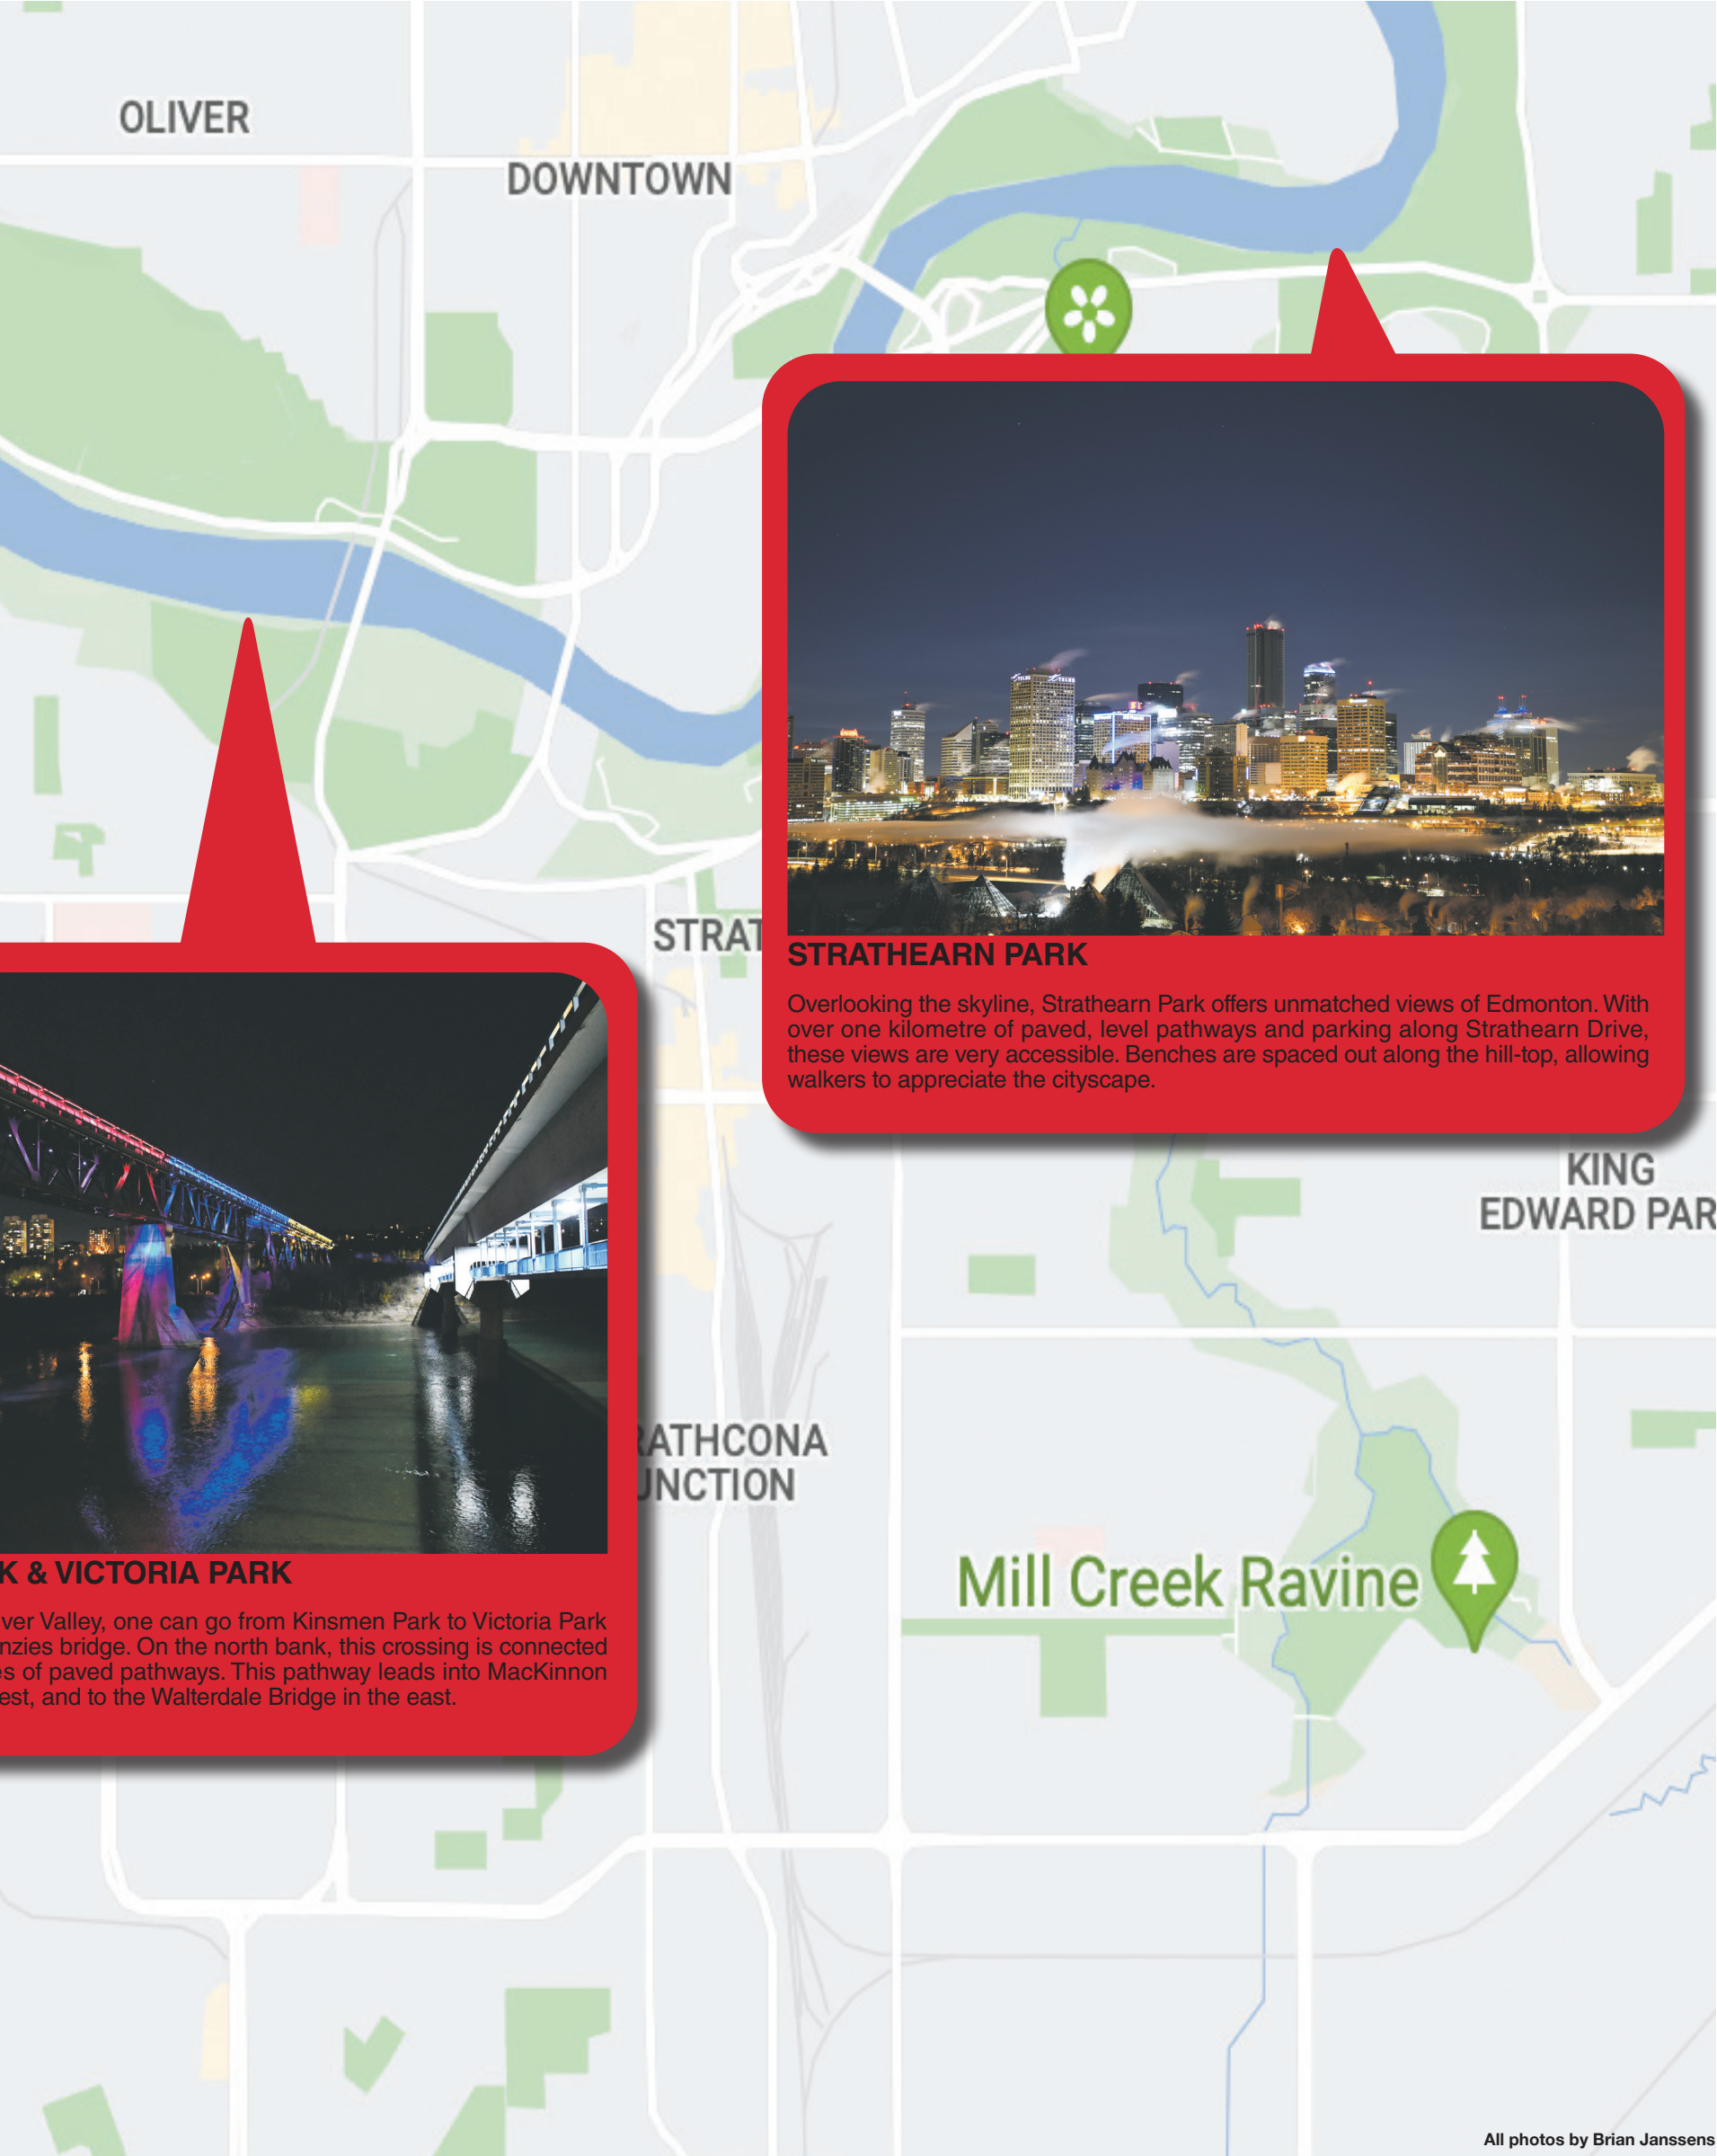 OLIVER
DOWNTOWN
STRAT
STRATHEARN PARK
Overlooking the skyline, Strathearn Park offers unmatched views of Edmonton. With
over one kilometre of paved, level pathways and parking along Strathearn Drive,
these views are very accessible. Benches are spaced out along the hill-top, allowing
walkers to appreciate the cityscape.
KING
EDWARD PAR
K & VICTORIA PARK
ver Valley, one can go from Kinsmen Park to Victoria Park
nzies bridge. On the north bank, this crossing is connected
es of paved pathways. This pathway leads into MacKinnon
est, and to the Walterdale Bridge in the east.
RATHCONA
UNCTION
Mill Creek Ravine
All photos by Brian Janssens